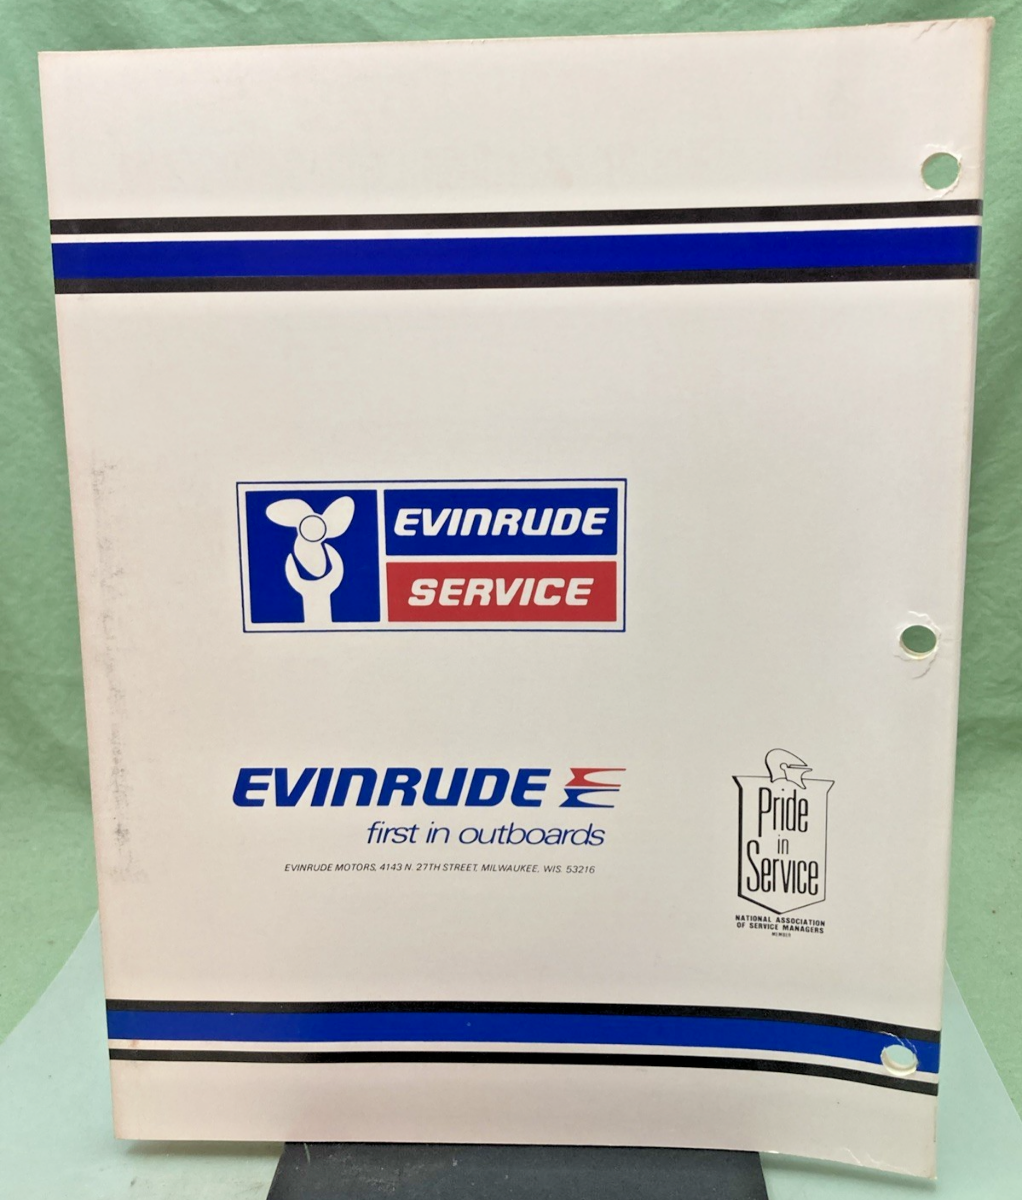 EVINRUDE
SERVICE
EVINRUDE
first in outboards
EVINRUDE MOTORS, 4143 N. 27TH STREET, MILWAUKEE, WIS. 53216
Pride
in
Service
NATIONAL ASSOCIATION
OF SERVICE MANAGERS
MEMBER